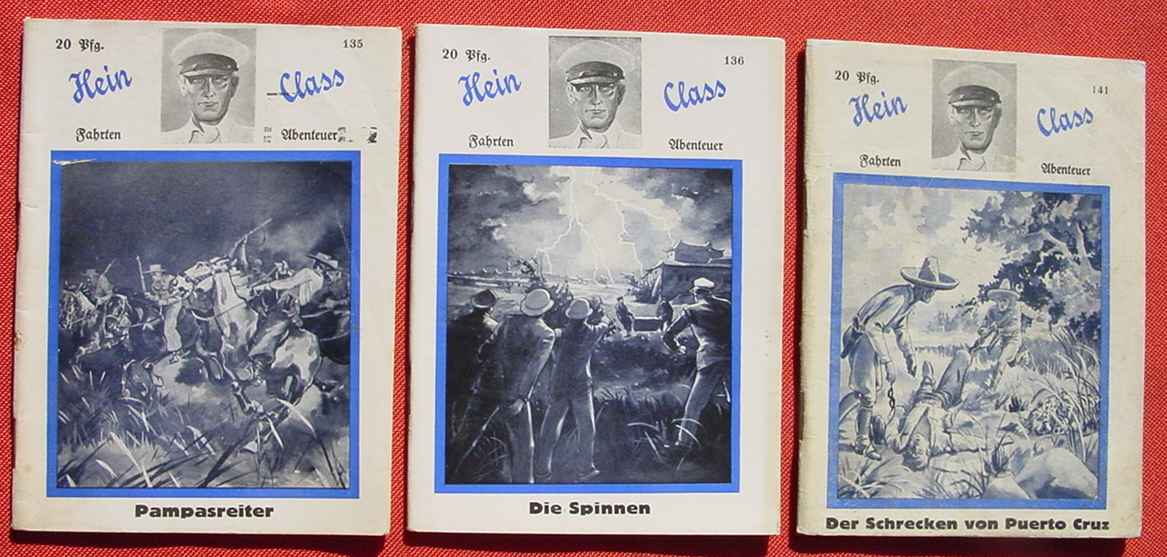 20 Pfg. 135
Hein Class
Fahrten Abenteuer
Pampasreiter
20 Pfg. 136
Hein Class
Fahrten Abenteuer
Die Spinnen
20 Pfg. 141
Hein Class
Fahrten Abenteuer
Der Schrecken von Puerto Cruz